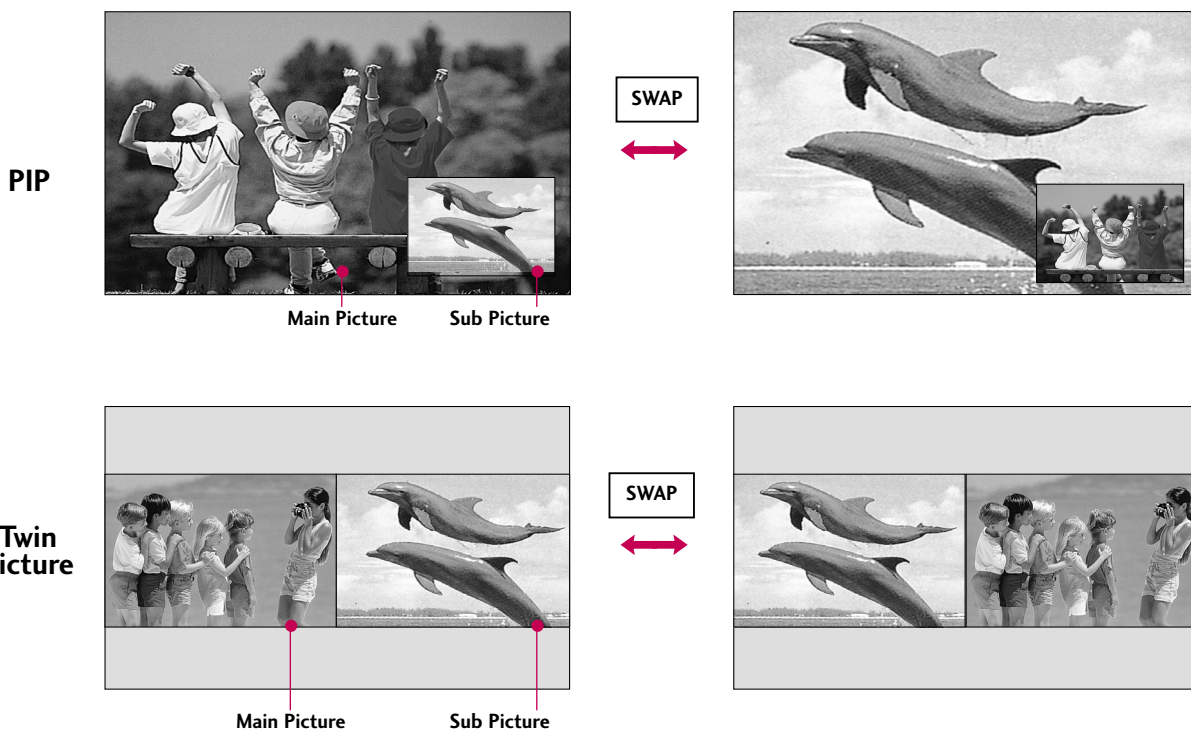 SWAP
PIP
Main Picture
Sub Picture
SWAP
Twin
icture
Main Picture
Sub Picture